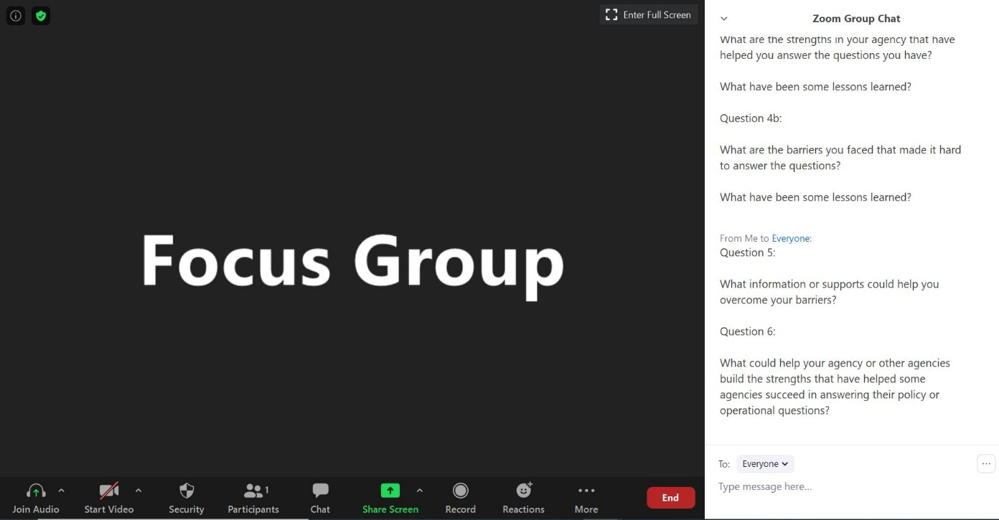 Enter Full Screen
Focus Group
Join Audio
Start Video
Security
Participants
1
Chat
Share Screen
Record
Reactions
More
End
Zoom Group Chat
What are the strengths in your agency that have
helped you answer the questions you have?
What have been some lessons learned?
Question 4b:
What are the barriers you faced that made it hard
to answer the questions?
What have been some lessons learned?
From Me to Everyone:
Question 5:
What information or supports could help you
overcome your barriers?
Question 6:
What could help your agency or other agencies
build the strengths that have helped some
agencies succeed in answering their policy or
operational questions?
To: Everyone
Type message here...